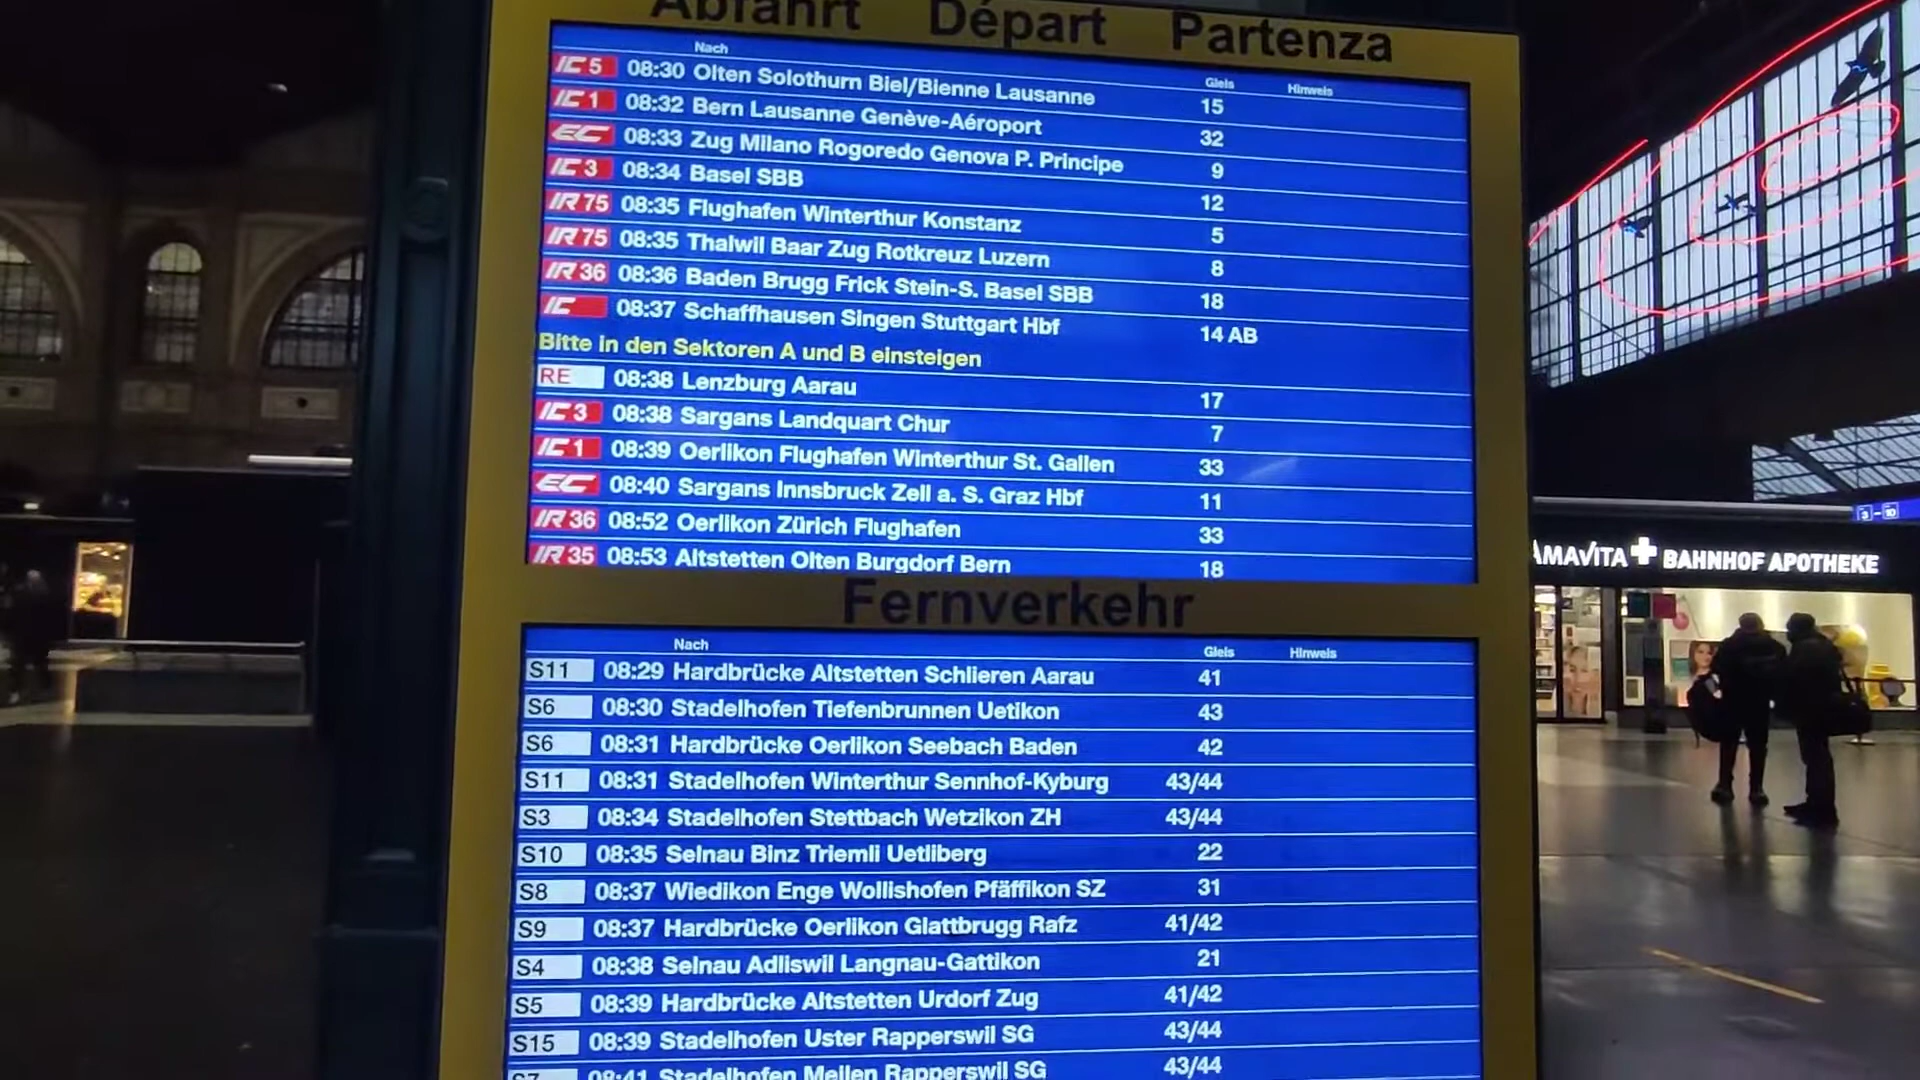 Abfahrt Départ Partenza
Nach Gleis Hinweis
IC 5 08:30 Olten Solothurn Biel/Bienne Lausanne 15
IC 1 08:32 Bern Lausanne Genève-Aéroport 32
EC 08:33 Zug Milano Rogoredo Genova P. Principe 9
IC 3 08:34 Basel SBB 12
IR 75 08:35 Flughafen Winterthur Konstanz 5
IR 75 08:35 Thalwil Baar Zug Rotkreuz Luzern 8
IR 36 08:36 Baden Brugg Frick Stein-S. Basel SBB 18
IC 08:37 Schaffhausen Singen Stuttgart Hbf 14 AB
Bitte in den Sektoren A und B einsteigen
RE 08:38 Lenzburg Aarau 17
IC 3 08:38 Sargans Landquart Chur 7
IC 1 08:39 Oerlikon Flughafen Winterthur St. Gallen 33
EC 08:40 Sargans Innsbruck Zell a. S. Graz Hbf 11
IR 36 08:52 Oerlikon Zürich Flughafen 33
IR 35 08:53 Altstetten Olten Burgdorf Bern 18
Fernverkehr
Nach Gleis Hinweis
S11 08:29 Hardbrücke Altstetten Schlieren Aarau 41
S6 08:30 Stadelhofen Tiefenbrunnen Uetikon 43
S6 08:31 Hardbrücke Oerlikon Seebach Baden 42
S11 08:31 Stadelhofen Winterthur Sennhof-Kyburg 43/44
S3 08:34 Stadelhofen Stettbach Wetzikon ZH 43/44
S10 08:35 Selnau Binz Triemli Uetliberg 22
S8 08:37 Wiedikon Enge Wollishofen Pfäffikon SZ 31
S9 08:37 Hardbrücke Oerlikon Glattbrugg Rafz 41/42
S4 08:38 Selnau Adliswil Langnau-Gattikon 21
S5 08:39 Hardbrücke Altstetten Urdorf Zug 41/42
S15 08:39 Stadelhofen Uster Rapperswil SG 43/44
S7 08:41 Stadelhofen Meilen Rapperswil SG 43/44
3 - 10
AMAVITA BAHNHOF APOTHEKE